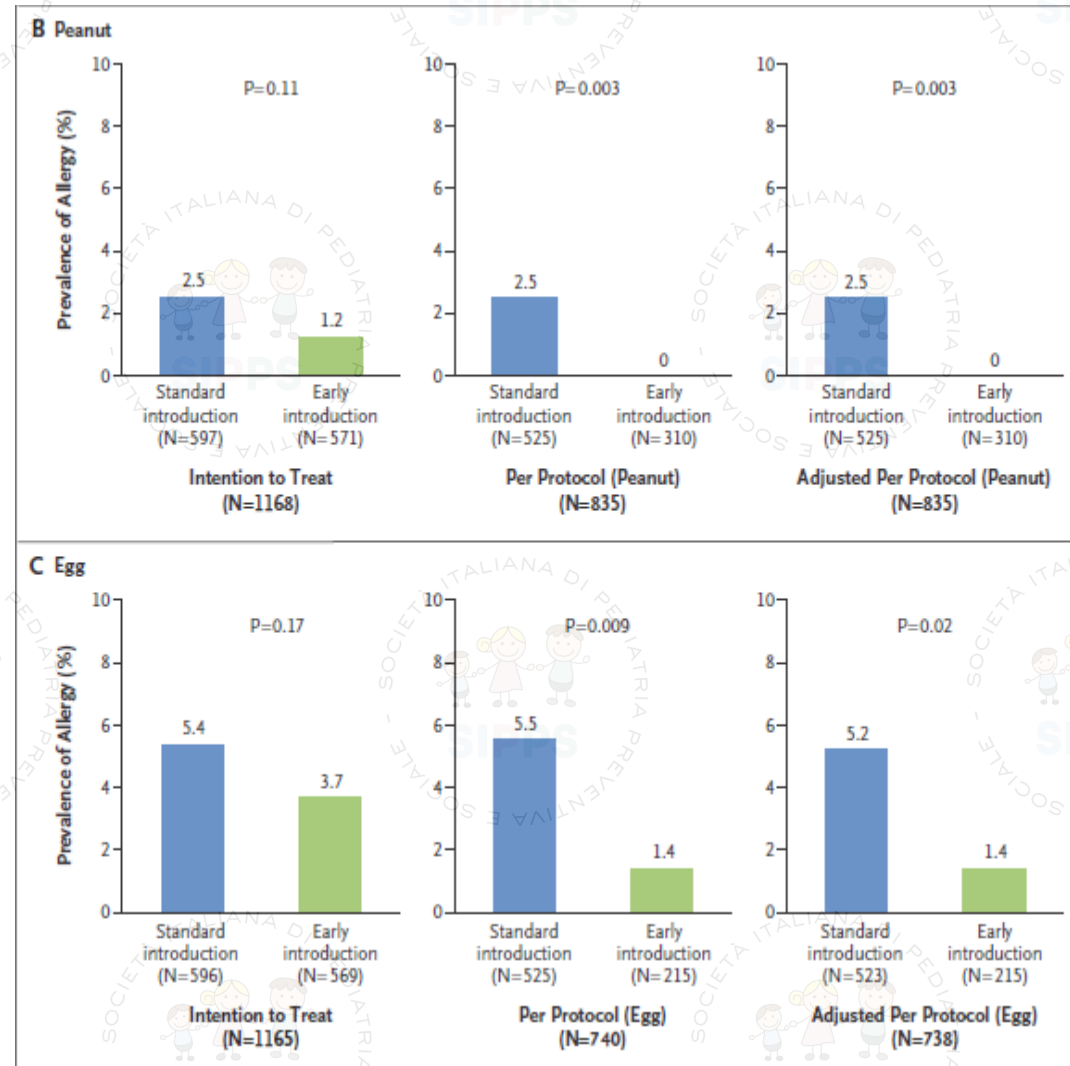 B Peanut
Prevalence of Allergy (%)
10
8
6
4
2
0
P=0.11
2.5
1.2
Standard
introduction
(N=597)
Early
introduction
(N=571)
Intention to Treat
(N=1168)
10
8
6
4
2
0
P=0.003
2.5
0
Standard
introduction
(N=525)
Early
introduction
(N=310)
Per Protocol (Peanut)
(N=835)
10
8
6
4
2
0
P=0.003
2.5
0
Standard
introduction
(N=525)
Early
introduction
(N=310)
Adjusted Per Protocol (Peanut)
(N=835)
C Egg
Prevalence of Allergy (%)
10
8
6
4
2
0
P=0.17
5.4
3.7
Standard
introduction
(N=596)
Early
introduction
(N=569)
Intention to Treat
(N=1165)
10
8
6
4
2
0
P=0.009
5.5
1.4
Standard
introduction
(N=525)
Early
introduction
(N=215)
Per Protocol (Egg)
(N=740)
10
8
6
4
2
0
P=0.02
5.2
1.4
Standard
introduction
(N=523)
Early
introduction
(N=215)
Adjusted Per Protocol (Egg)
(N=738)
SOCIETÀ ITALIANA DI PEDIATRIA PREVENTIVA E SOCIALE
SIPPS